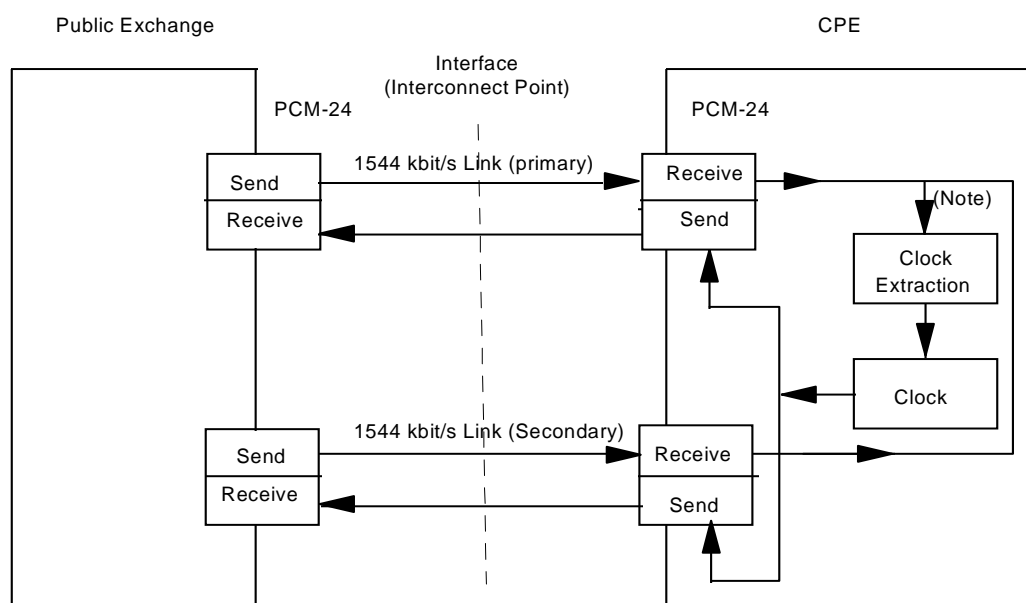 Public Exchange
CPE
Interface
(Interconnect Point)
PCM-24
PCM-24
1544 kbit/s Link (primary)
Send
Receive
Receive
Send
(Note)
Clock
Extraction
Clock
1544 kbit/s Link (Secondary)
Send
Receive
Receive
Send